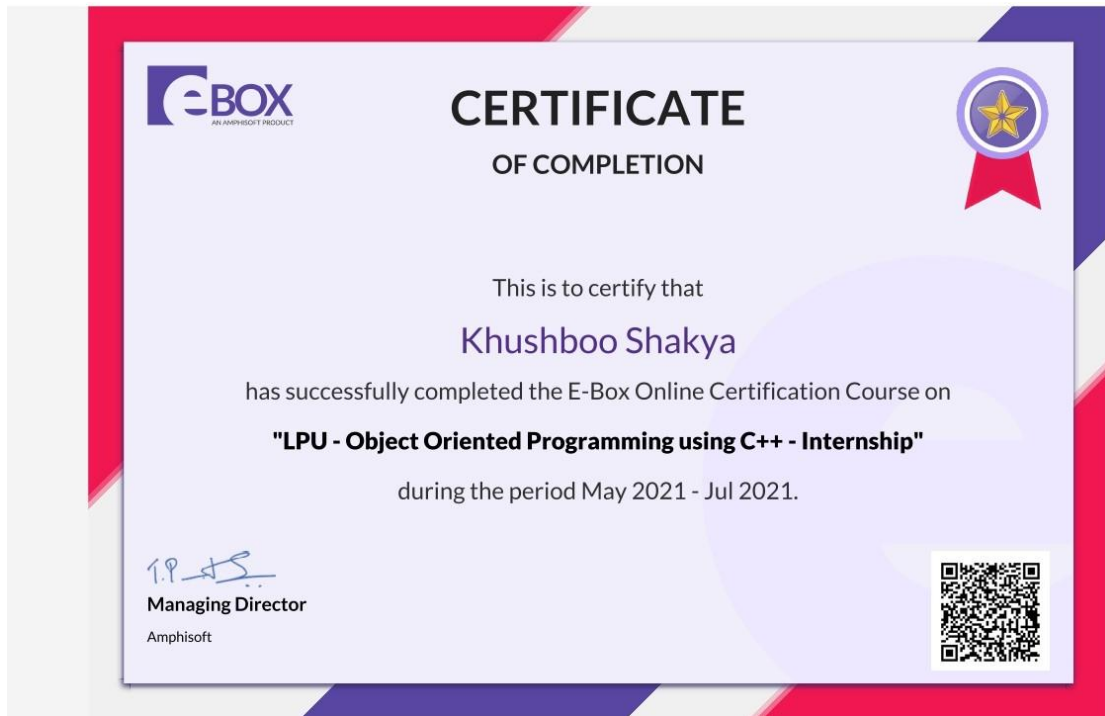 eBOX
AN AMPHISOFT PRODUCT
CERTIFICATE
OF COMPLETION
This is to certify that
Khushboo Shakya
has successfully completed the E-Box Online Certification Course on
"LPU - Object Oriented Programming using C++ - Internship"
during the period May 2021 - Jul 2021.
Managing Director
Amphisoft